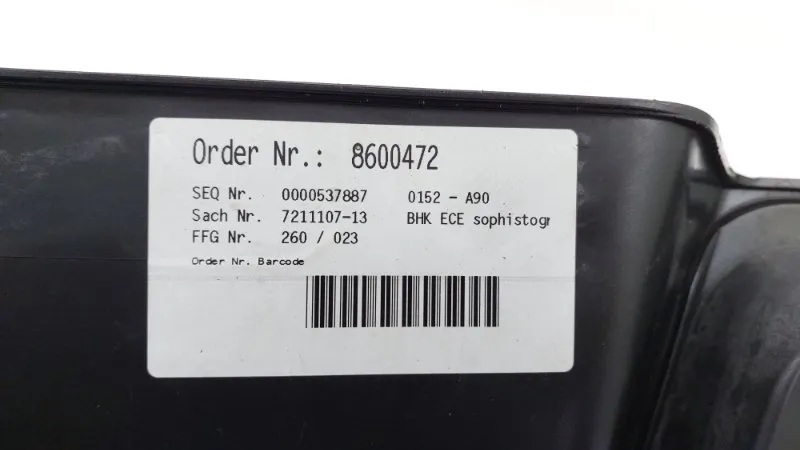 Order Nr.: 8600472
SEQ Nr. 0000537887 0152 - A90
Sach Nr. 7211107-13 BHK ECE sophistogr
FFG Nr. 260 / 023
Order Nr. Barcode